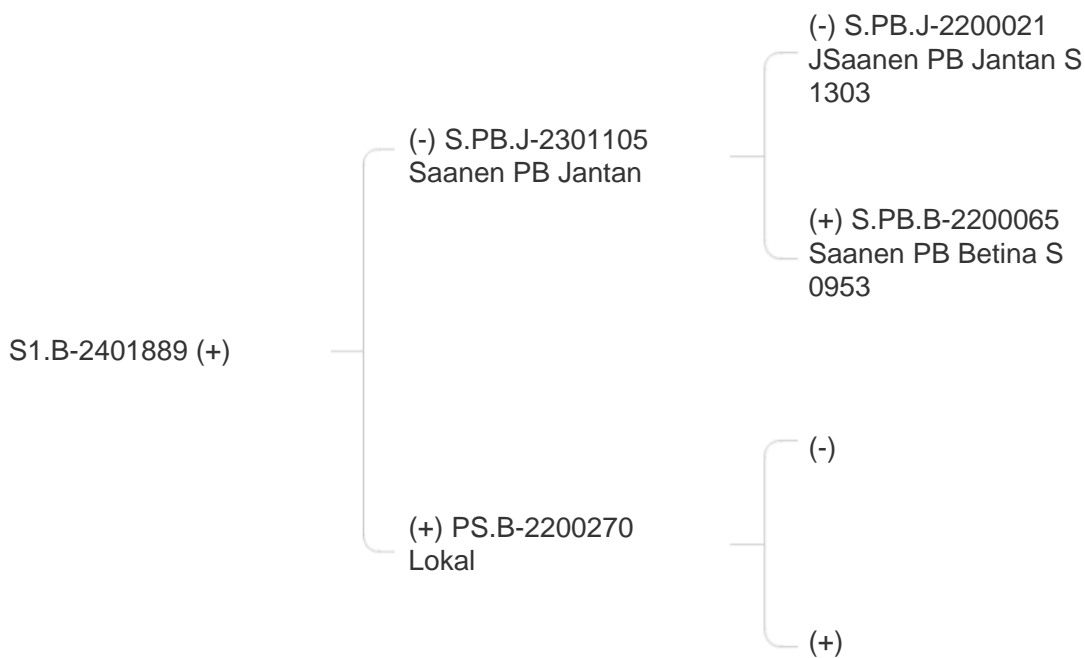 (-) S.PB.J-2200021
JSaanen PB Jantan S
1303
(-) S.PB.J-2301105
Saanen PB Jantan
(+) S.PB.B-2200065
Saanen PB Betina S
0953
S1.B-2401889 (+)
(-)
(+) PS.B-2200270
Lokal
(+)